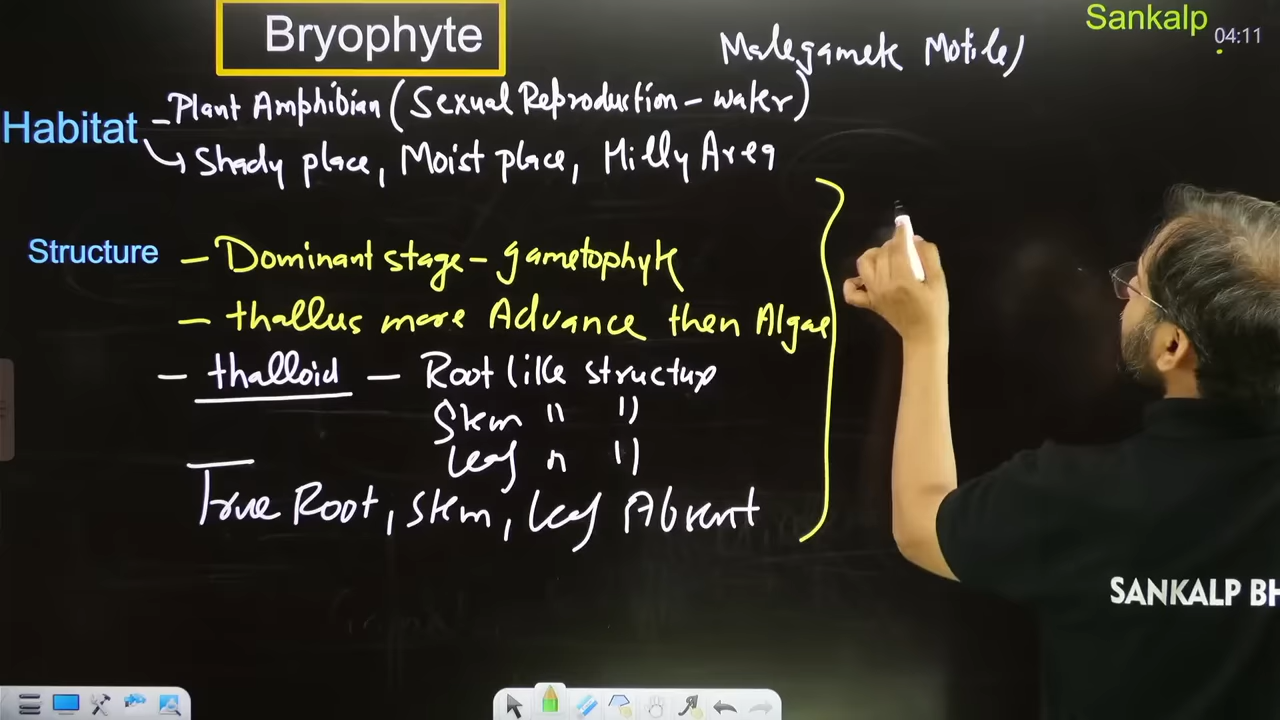 Bryophyte
Malegamete Motile)
Sankalp
04:11
Habitat
- Plant Amphibian (Sexual Reproduction - water)
↳ Shady place, Moist place, Hilly Area
Structure
- Dominant stage - gametophyte
- thallus more Advance then Algae
- thalloid - Root like structure
Stem " "
Leaf " "
True Root, Stem, Leaf Absent
SANKALP BH